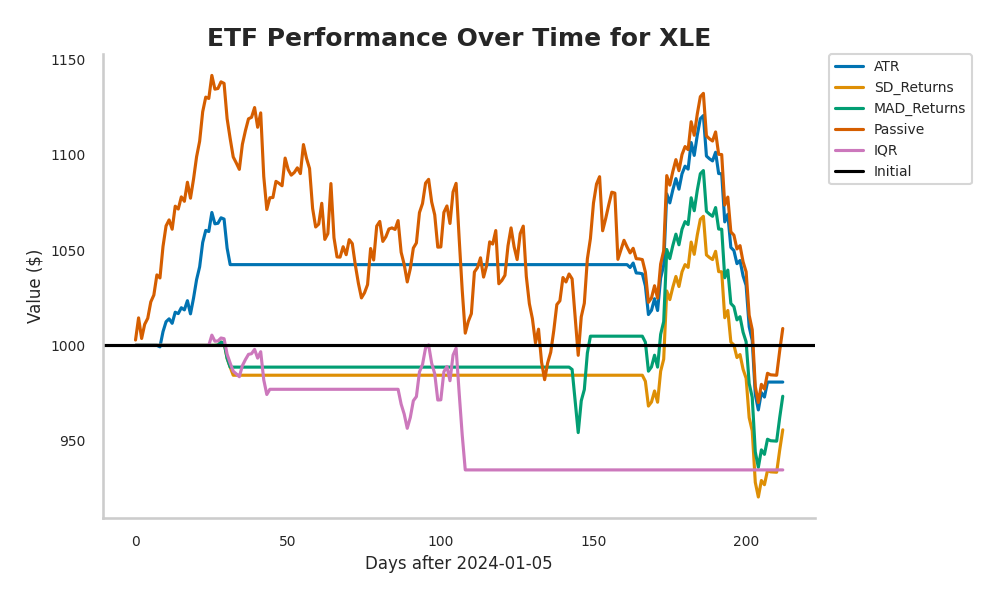 ETF Performance Over Time for XLE
1150
1100
1050
1000
950
Value ($)
0
50
100
150
200
Days after 2024-01-05
ATR
SD_Returns
MAD_Returns
Passive
IQR
Initial